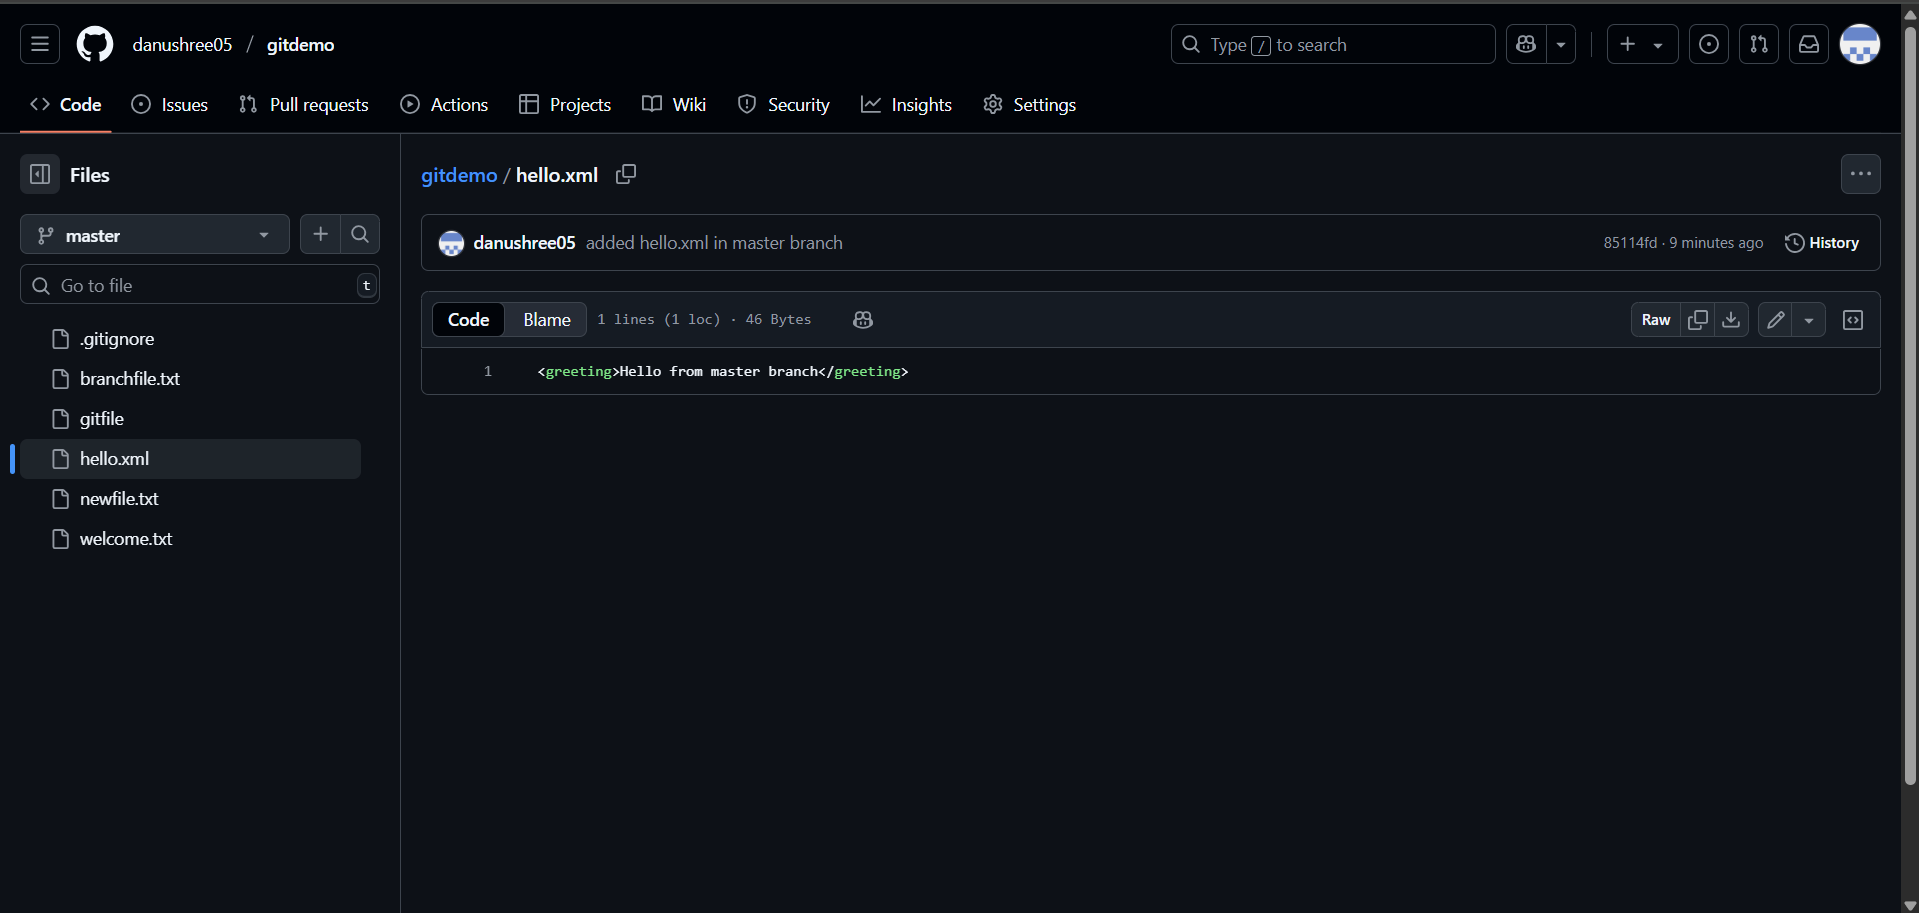 danushree05 / gitdemo
Type / to search
Code Issues Pull requests Actions Projects Wiki Security Insights Settings
Files
gitdemo / hello.xml
master
danushree05 added hello.xml in master branch 85114fd · 9 minutes ago History
Go to file t
Code Blame 1 lines (1 loc) · 46 Bytes Raw
.gitignore
1 <greeting>Hello from master branch</greeting>
branchfile.txt
gitfile
hello.xml
newfile.txt
welcome.txt